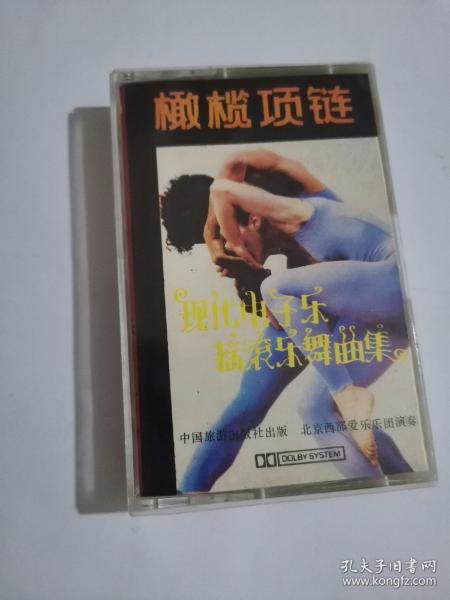 橄榄项链
现代电子乐
摇滚乐舞曲集
中国旅游出版社出版 北京西部爱乐乐团演奏
DOLBY SYSTEM
孔夫子旧书网
www.kongfz.com